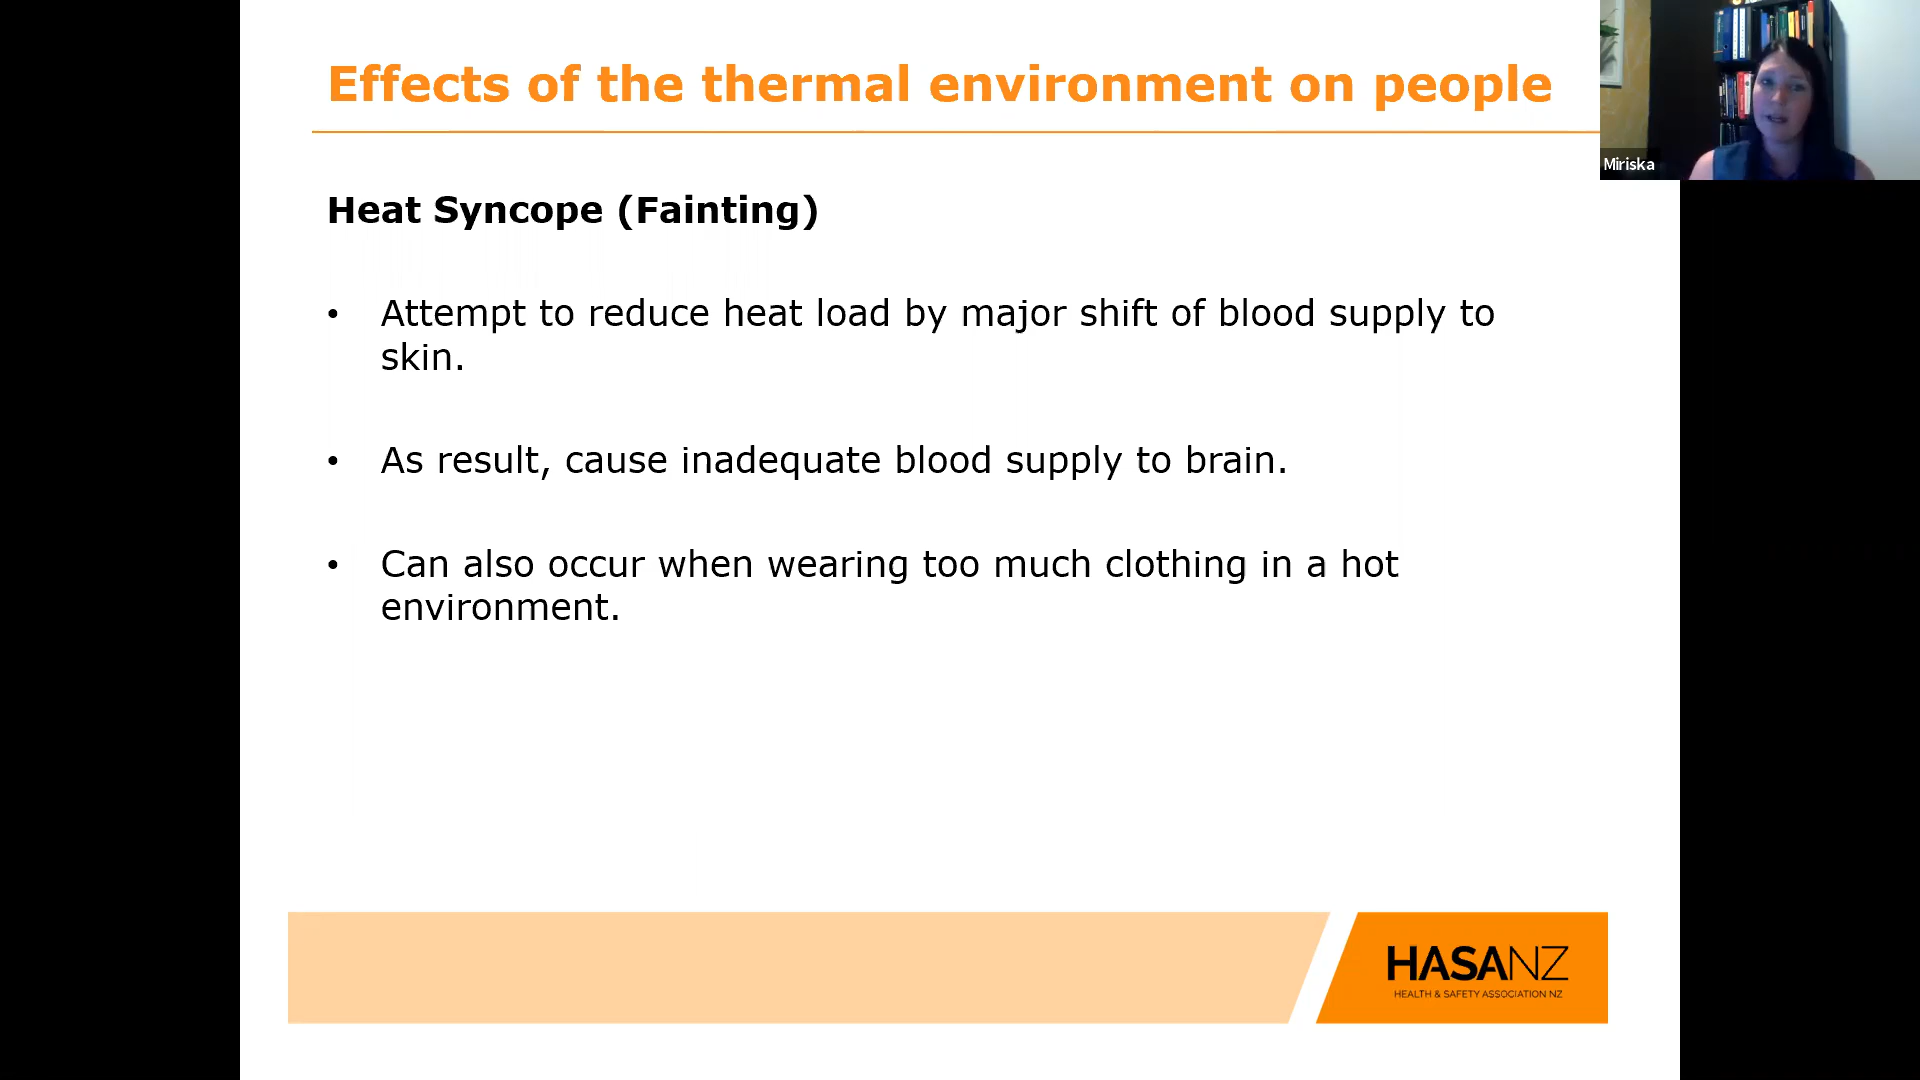 Effects of the thermal environment on people
Miriska
Heat Syncope (Fainting)
• Attempt to reduce heat load by major shift of blood supply to
skin.
• As result, cause inadequate blood supply to brain.
• Can also occur when wearing too much clothing in a hot
environment.
HASANZ
HEALTH & SAFETY ASSOCIATION NZ